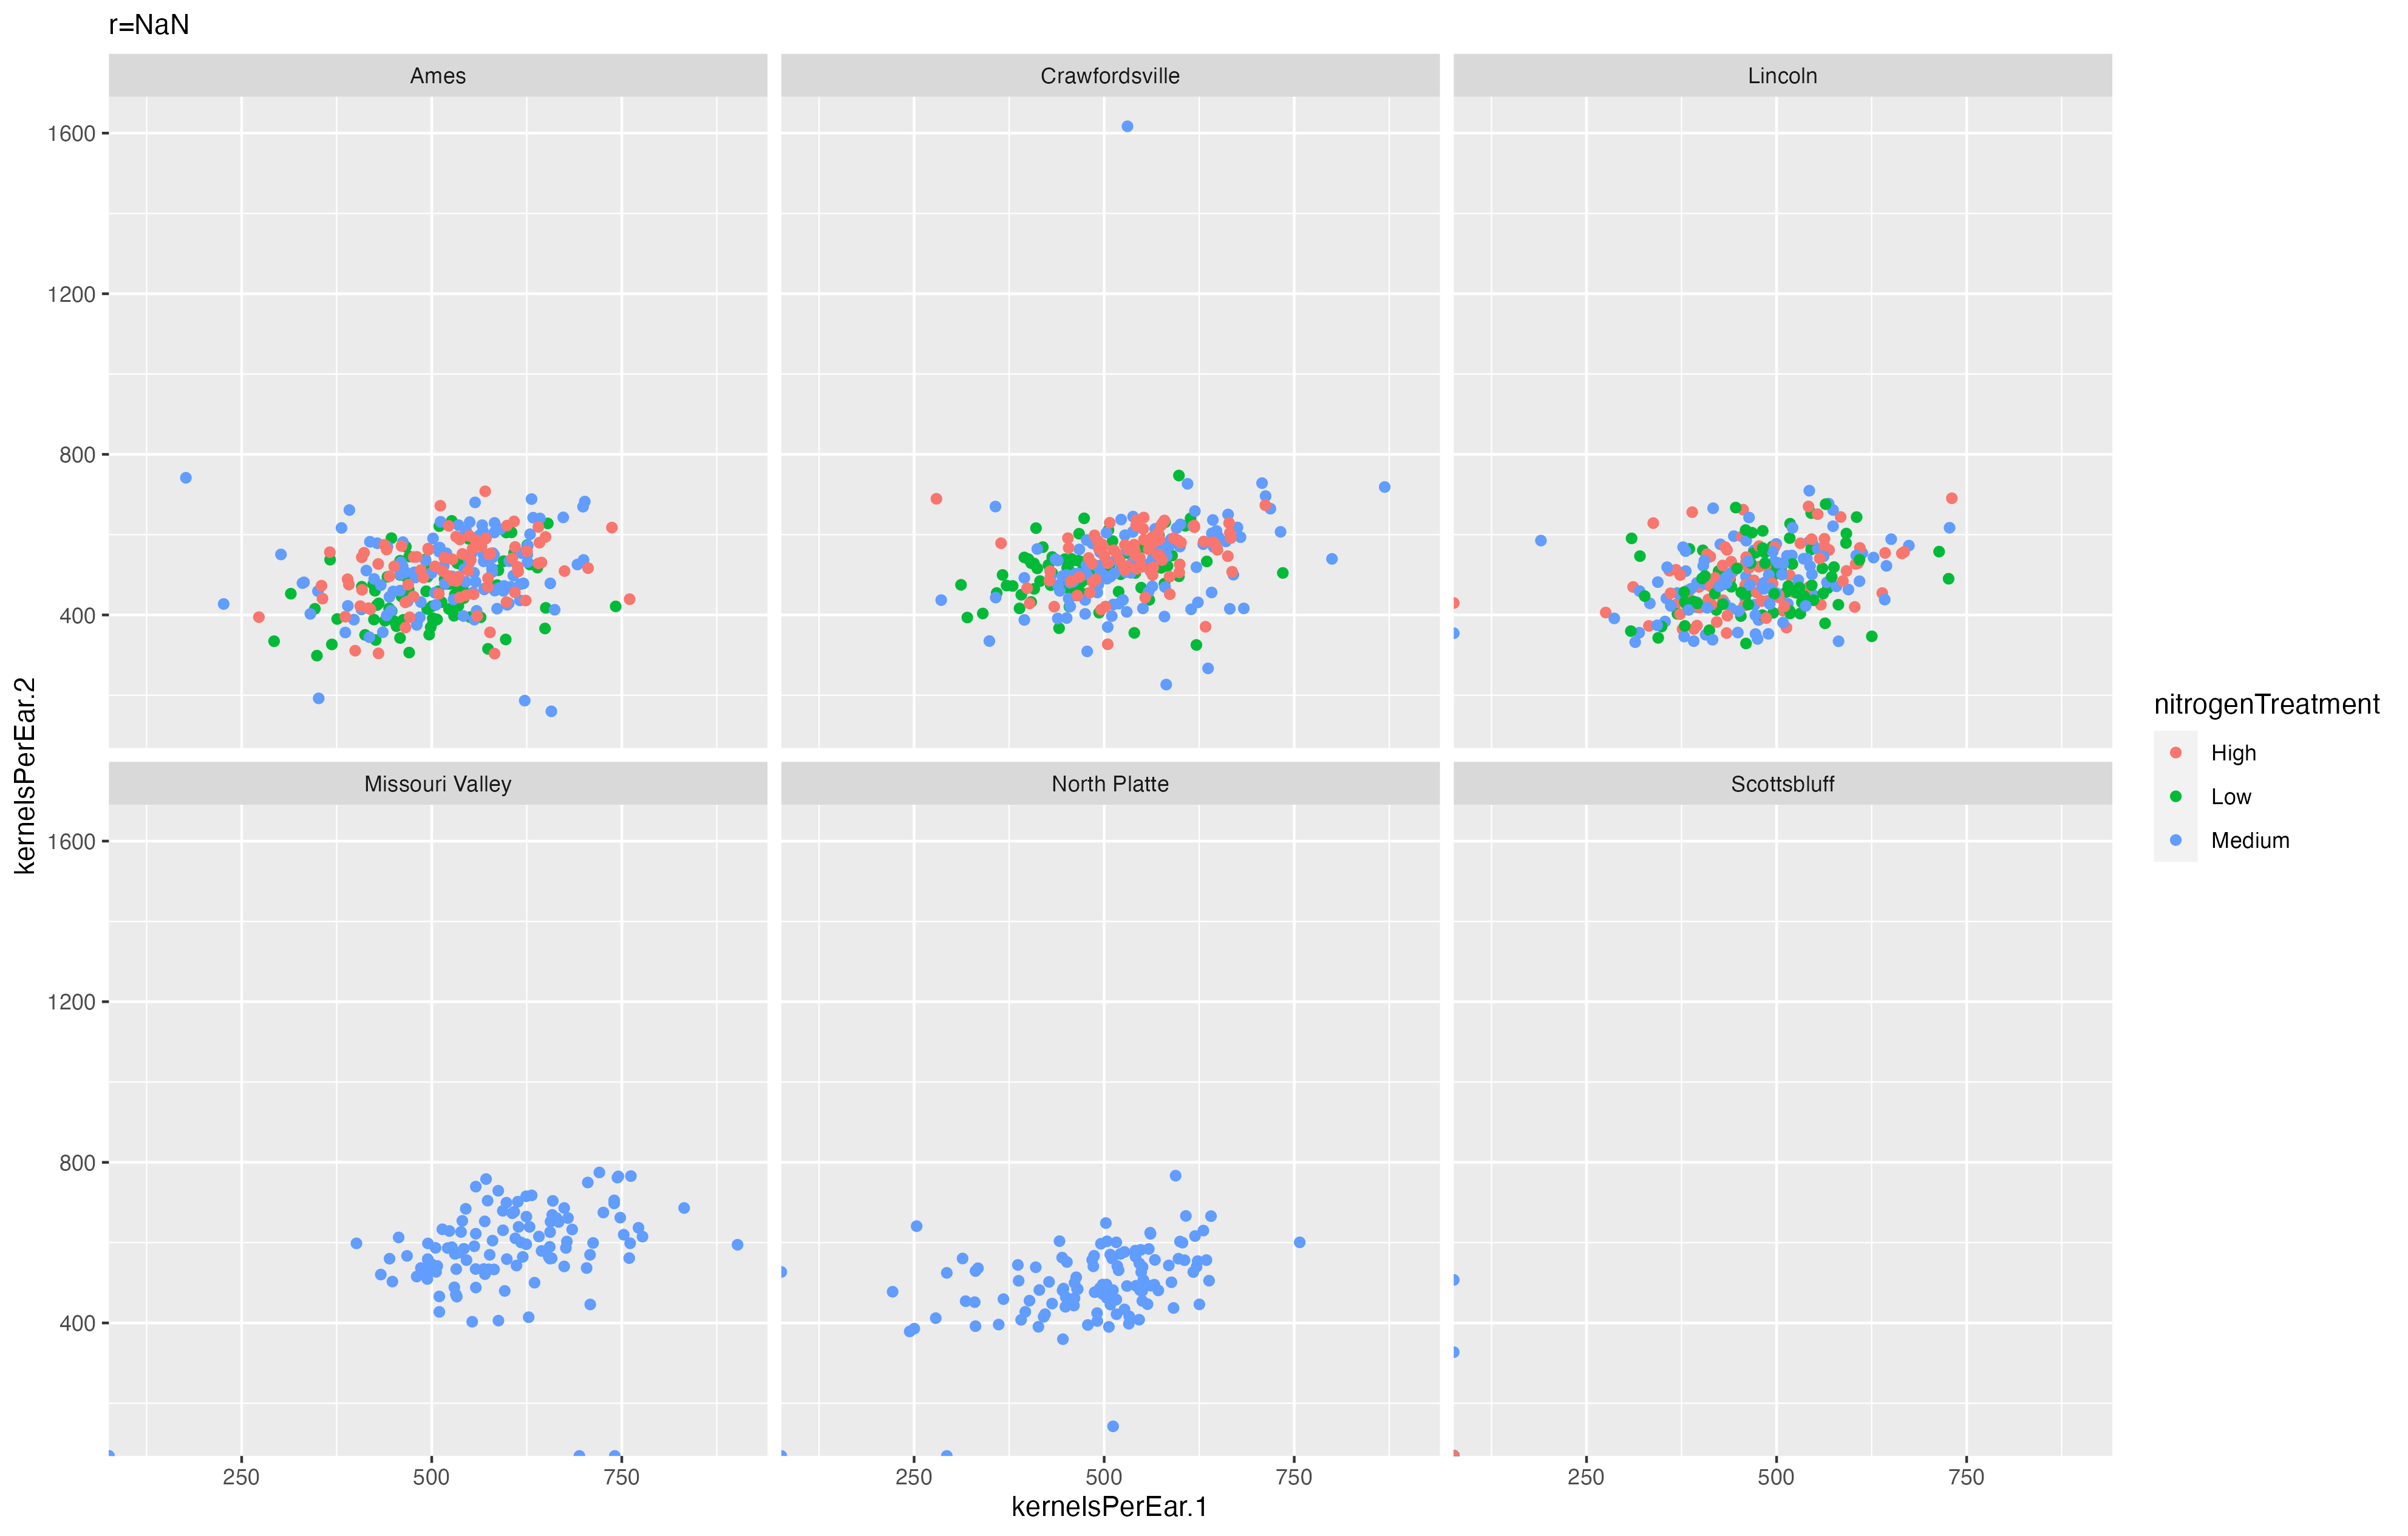 r=NaN
Ames
Crawfordsville
Lincoln
1600
1200
800
400
Missouri Valley
North Platte
Scottsbluff
1600
1200
800
400
250
500
750
250
500
750
250
500
750
kernelsPerEar.1
kernelsPerEar.2
nitrogenTreatment
High
Low
Medium